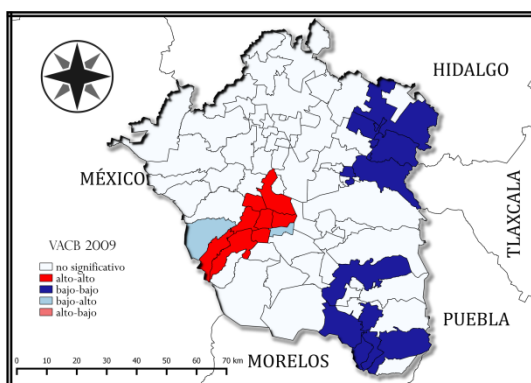 HIDALGO
MÉXICO
TLAXCALA
VACB 2009
no significativo
alto-alto
bajo-bajo
bajo-alto
alto-bajo
PUEBLA
MORELOS
0 10 20 30 40 50 60 70 km